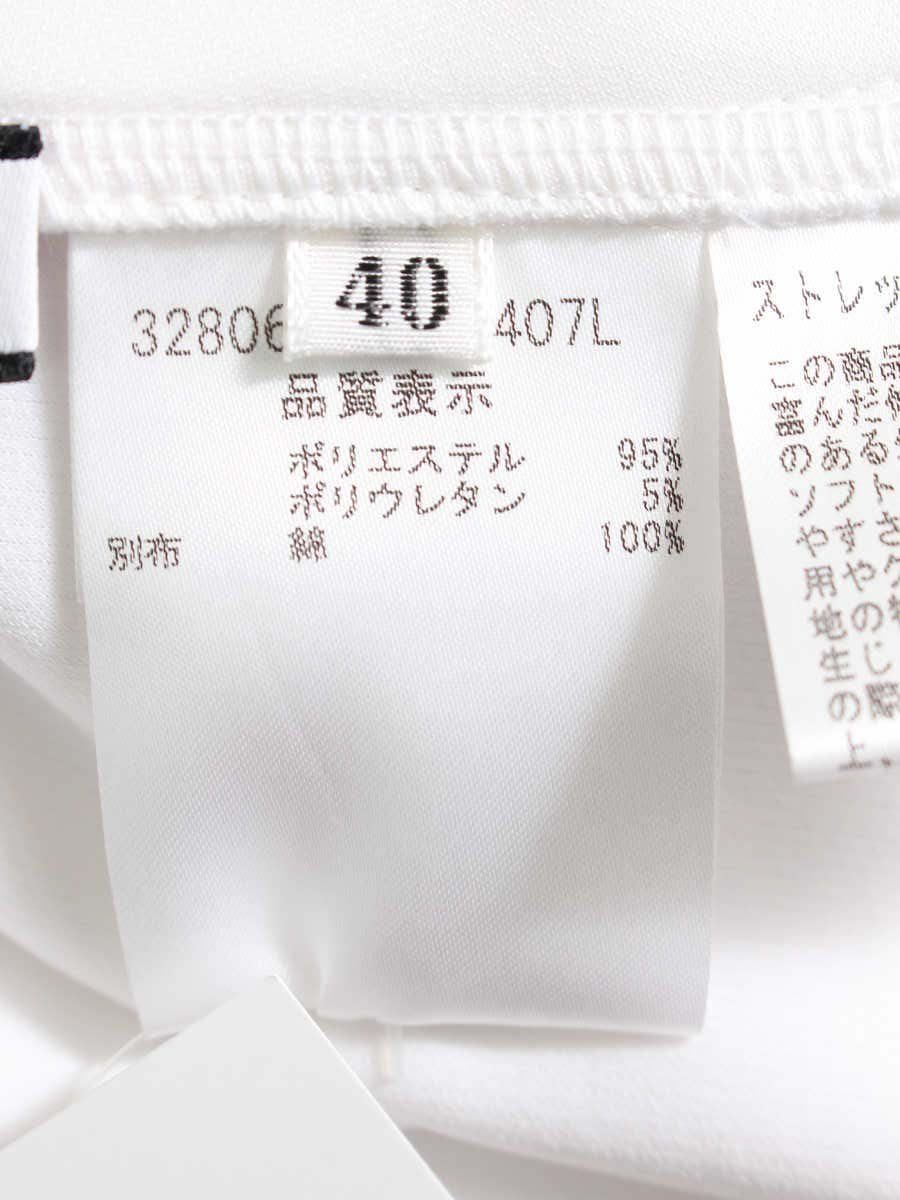 40
32806 407L
品質表示
ポリエステル 95%
ポリウレタン 5%
別布 綿 100%
ストレッ
この商品
富んだ
のある
ソフト
やすさ
用やク
地の特
生じ
の際
上,